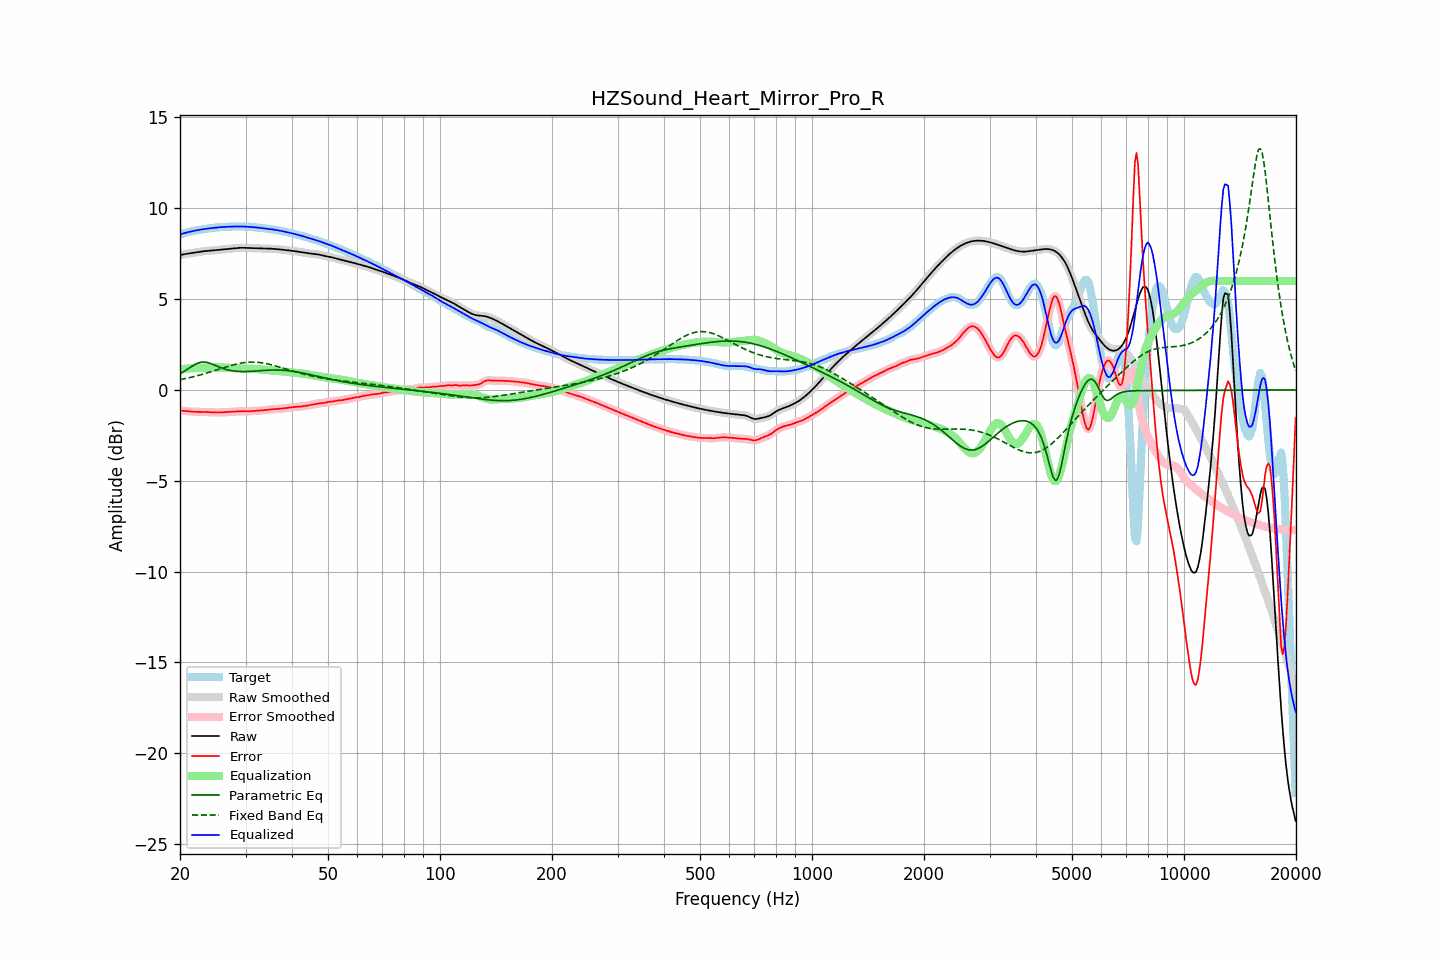 HZSound_Heart_Mirror_Pro_R
15
10
5
0
−5
−10
−15
−20
−25
Amplitude (dBr)
20
50
100
200
500
1000
2000
5000
10000
20000
Frequency (Hz)
Target
Raw Smoothed
Error Smoothed
Raw
Error
Equalization
Parametric Eq
Fixed Band Eq
Equalized